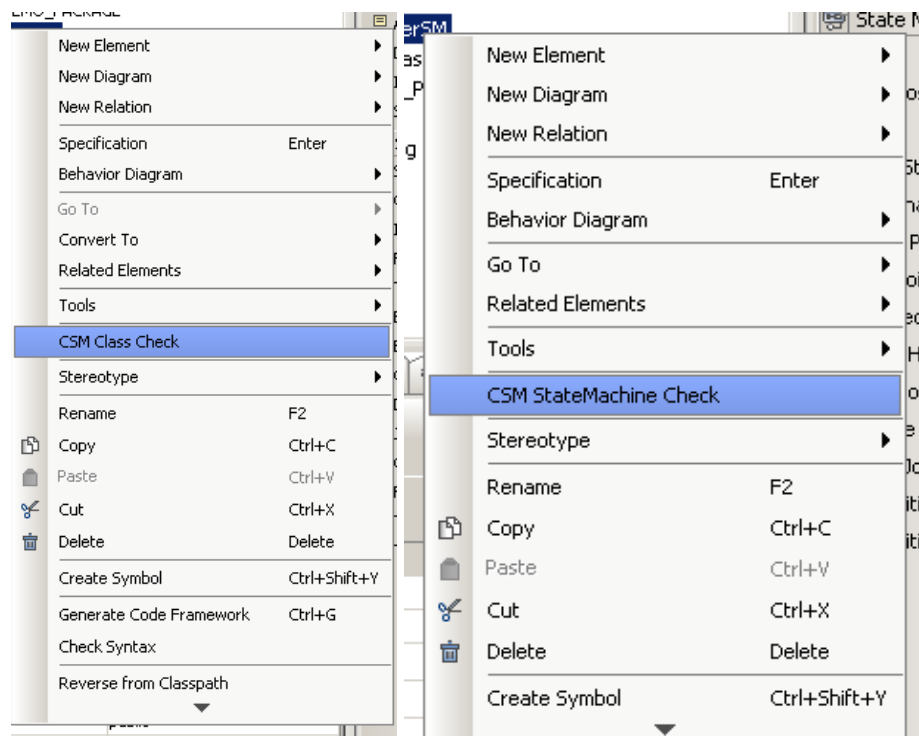 New Element
New Diagram
New Relation
Specification Enter
Behavior Diagram
Go To
Convert To
Related Elements
Tools
CSM Class Check
Stereotype
Rename F2
Copy Ctrl+C
Paste Ctrl+V
Cut Ctrl+X
Delete Delete
Create Symbol Ctrl+Shift+Y
Generate Code Framework Ctrl+G
Check Syntax
Reverse from Classpath
erSM
as
_P
g
State M
New Element
New Diagram
New Relation
Specification Enter
Behavior Diagram
Go To
Related Elements
Tools
CSM StateMachine Check
Stereotype
Rename F2
Copy Ctrl+C
Paste Ctrl+V
Cut Ctrl+X
Delete Delete
Create Symbol Ctrl+Shift+Y